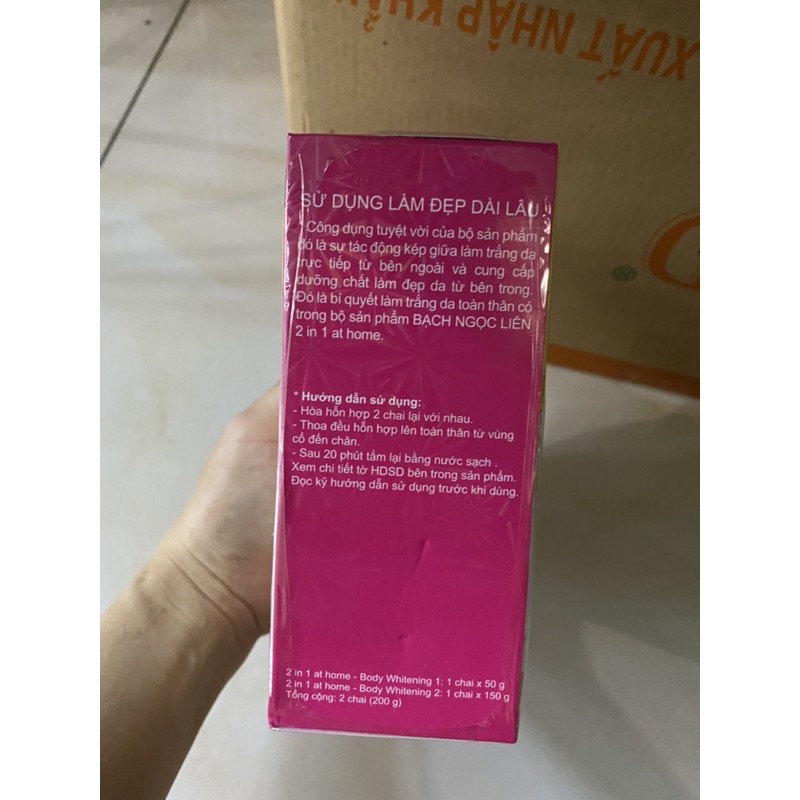 XUẤT NHẬP KHẨU
SỬ DỤNG LÀM ĐẸP DÀI LÂU
Công dụng tuyệt vời của bộ sản phẩm
đó là sự tác động kép giữa làm trắng da
trực tiếp từ bên ngoài và cung cấp
dưỡng chất làm đẹp da từ bên trong.
Đó là bí quyết làm trắng da toàn thân có
trong bộ sản phẩm BẠCH NGỌC LIÊN
2 in 1 at home.
* Hướng dẫn sử dụng:
- Hòa hỗn hợp 2 chai lại với nhau.
- Thoa đều hỗn hợp lên toàn thân từ vùng
cổ đến chân.
- Sau 20 phút tắm lại bằng nước sạch .
Xem chi tiết tờ HDSD bên trong sản phẩm.
Đọc kỹ hướng dẫn sử dụng trước khi dùng.
2 in 1 at home - Body Whitening 1: 1 chai x 50 g
2 in 1 at home - Body Whitening 2: 1 chai x 150 g
Tổng cộng: 2 chai (200 g)